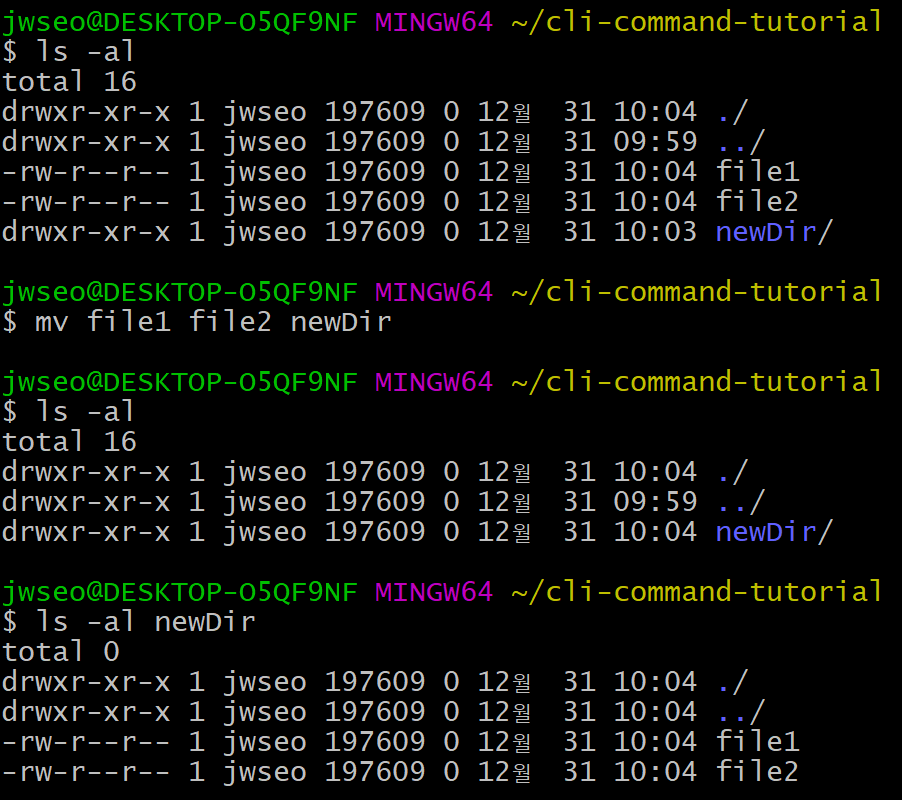 jwseo@DESKTOP-O5QF9NF MINGW64 ~/cli-command-tutorial
$ ls -al
total 16
drwxr-xr-x 1 jwseo 197609 0 12월  31 10:04 ./
drwxr-xr-x 1 jwseo 197609 0 12월  31 09:59 ../
-rw-r--r-- 1 jwseo 197609 0 12월  31 10:04 file1
-rw-r--r-- 1 jwseo 197609 0 12월  31 10:04 file2
drwxr-xr-x 1 jwseo 197609 0 12월  31 10:03 newDir/

jwseo@DESKTOP-O5QF9NF MINGW64 ~/cli-command-tutorial
$ mv file1 file2 newDir

jwseo@DESKTOP-O5QF9NF MINGW64 ~/cli-command-tutorial
$ ls -al
total 16
drwxr-xr-x 1 jwseo 197609 0 12월  31 10:04 ./
drwxr-xr-x 1 jwseo 197609 0 12월  31 09:59 ../
drwxr-xr-x 1 jwseo 197609 0 12월  31 10:04 newDir/

jwseo@DESKTOP-O5QF9NF MINGW64 ~/cli-command-tutorial
$ ls -al newDir
total 0
drwxr-xr-x 1 jwseo 197609 0 12월  31 10:04 ./
drwxr-xr-x 1 jwseo 197609 0 12월  31 10:04 ../
-rw-r--r-- 1 jwseo 197609 0 12월  31 10:04 file1
-rw-r--r-- 1 jwseo 197609 0 12월  31 10:04 file2